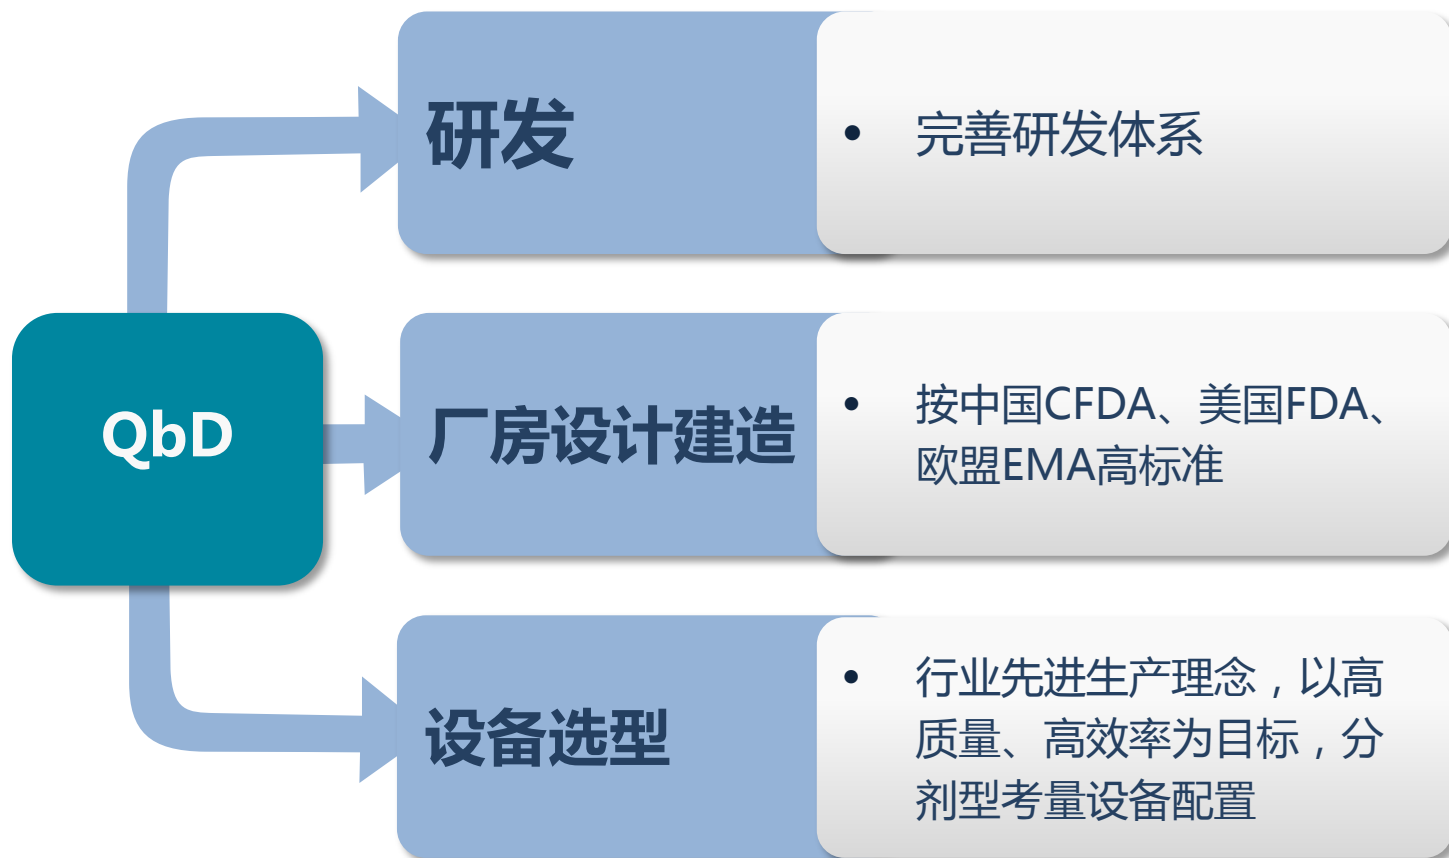 研发
• 完善研发体系
QbD
厂房设计建造
• 按中国CFDA、美国FDA、
欧盟EMA高标准
设备选型
• 行业先进生产理念，以高
质量、高效率为目标，分
剂型考量设备配置